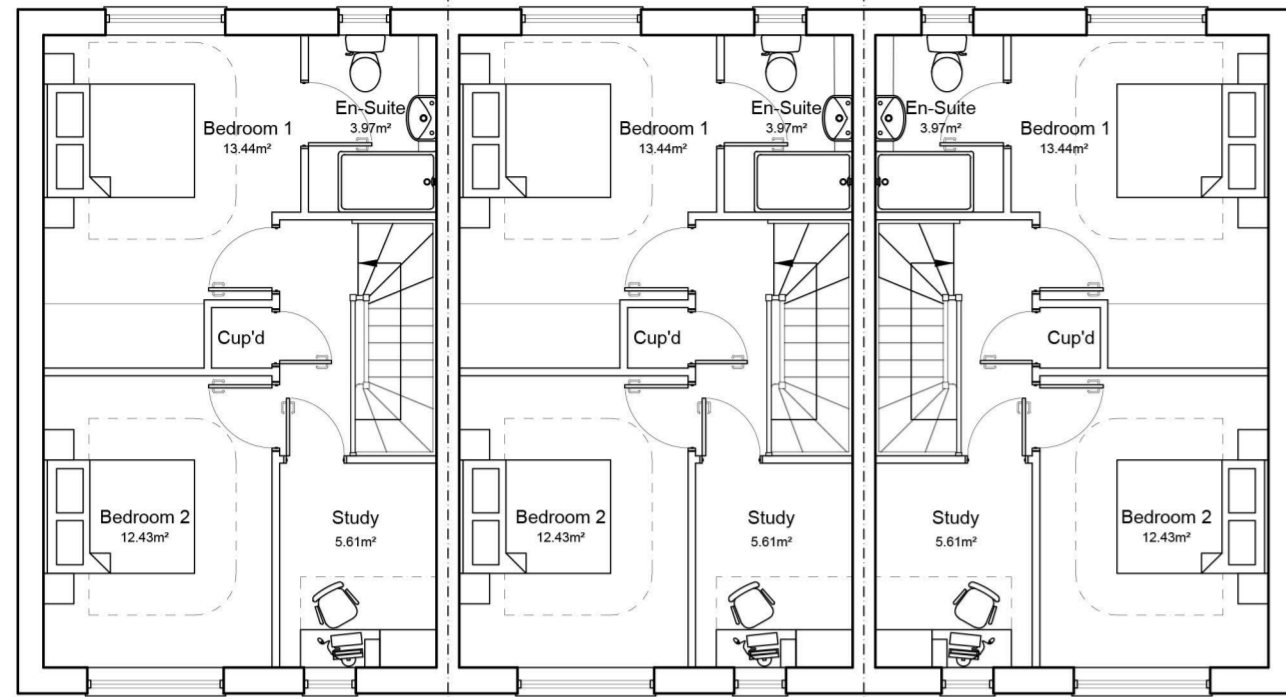 En-Suite
3.97m²
Bedroom 1
13.44m²
Cup'd
Bedroom 2
12.43m²
Study
5.61m²
En-Suite
3.97m²
Bedroom 1
13.44m²
Cup'd
Bedroom 2
12.43m²
Study
5.61m²
En-Suite
3.97m²
Bedroom 1
13.44m²
Cup'd
Study
5.61m²
Bedroom 2
12.43m²